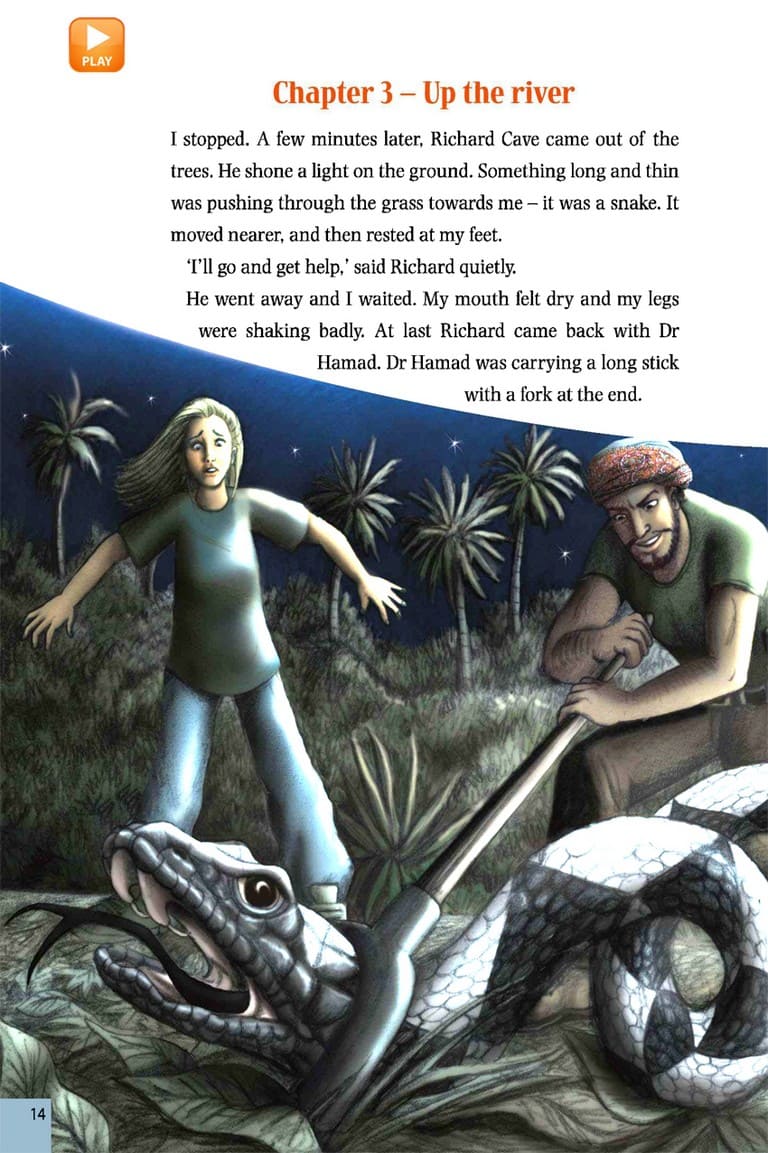 PLAY
Chapter 3 – Up the river
I stopped. A few minutes later, Richard Cave came out of the
trees. He shone a light on the ground. Something long and thin
was pushing through the grass towards me – it was a snake. It
moved nearer, and then rested at my feet.
‘I’ll go and get help,’ said Richard quietly.
He went away and I waited. My mouth felt dry and my legs
were shaking badly. At last Richard came back with Dr
Hamad. Dr Hamad was carrying a long stick
with a fork at the end.
14